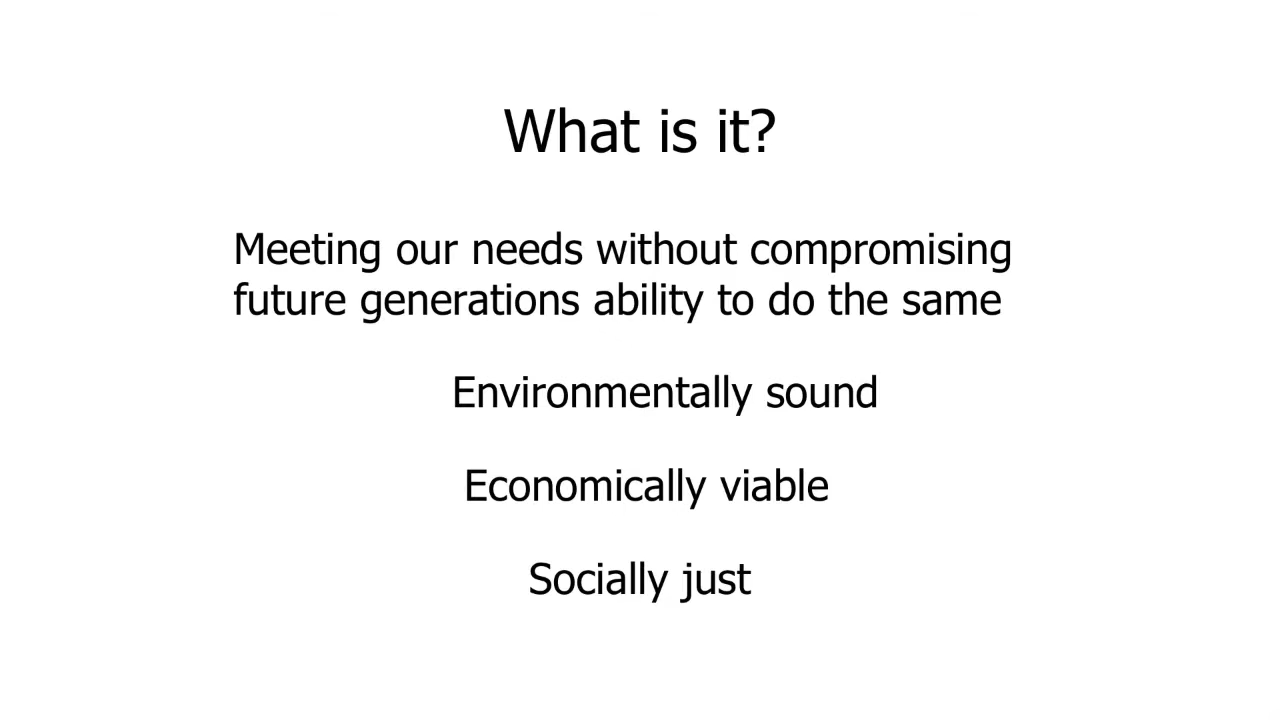 What is it?
Meeting our needs without compromising
future generations ability to do the same
Environmentally sound
Economically viable
Socially just